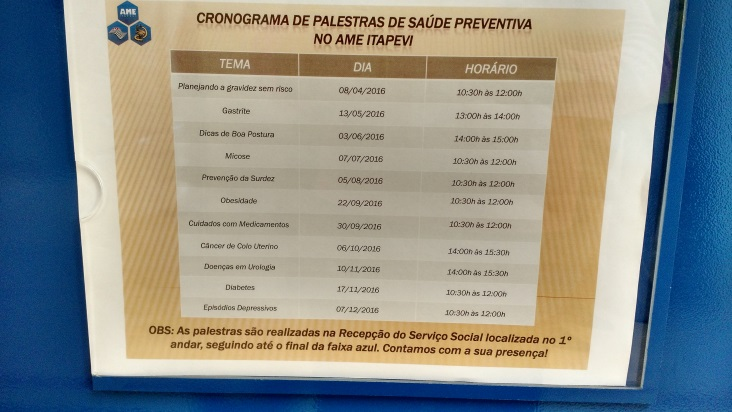 AME
CRONOGRAMA DE PALESTRAS DE SAÚDE PREVENTIVA
NO AME ITAPEVI
TEMA DIA HORÁRIO
Planejando a gravidez sem risco 08/04/2016 10:30h às 12:00h
Gastrite 13/05/2016 13:00h às 14:00h
Dicas de Boa Postura 03/06/2016 14:00h às 15:00h
Micose 07/07/2016 10:30h às 12:00h
Prevenção da Surdez 05/08/2016 10:30h às 12:00h
Obesidade 22/09/2016 10:30h às 12:00h
Cuidados com Medicamentos 30/09/2016 10:30h às 12:00h
Câncer de Colo Uterino 06/10/2016 14:00h às 15:30h
Doenças em Urologia 10/11/2016 14:00h às 15:30h
Diabetes 17/11/2016 10:30h às 12:00h
Episódios Depressivos 07/12/2016 10:30h às 12:00h
OBS: As palestras são realizadas na Recepção do Serviço Social localizada no 1º
andar, seguindo até o final da faixa azul. Contamos com a sua presença!